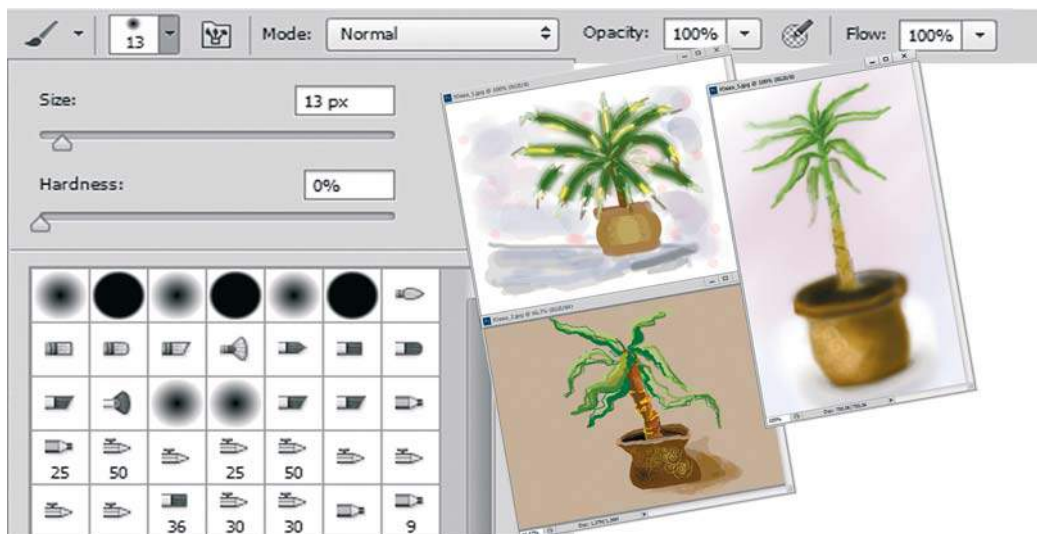 13 Mode: Normal Opacity: 100% Flow: 100%
Size: 13 px
Hardness: 0%
25 50 25 50
36 30 30 9